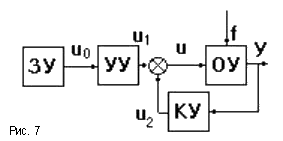 f
u₀ u₁ u У
ЗУ УУ ОУ
u₂ КУ
Рис. 7